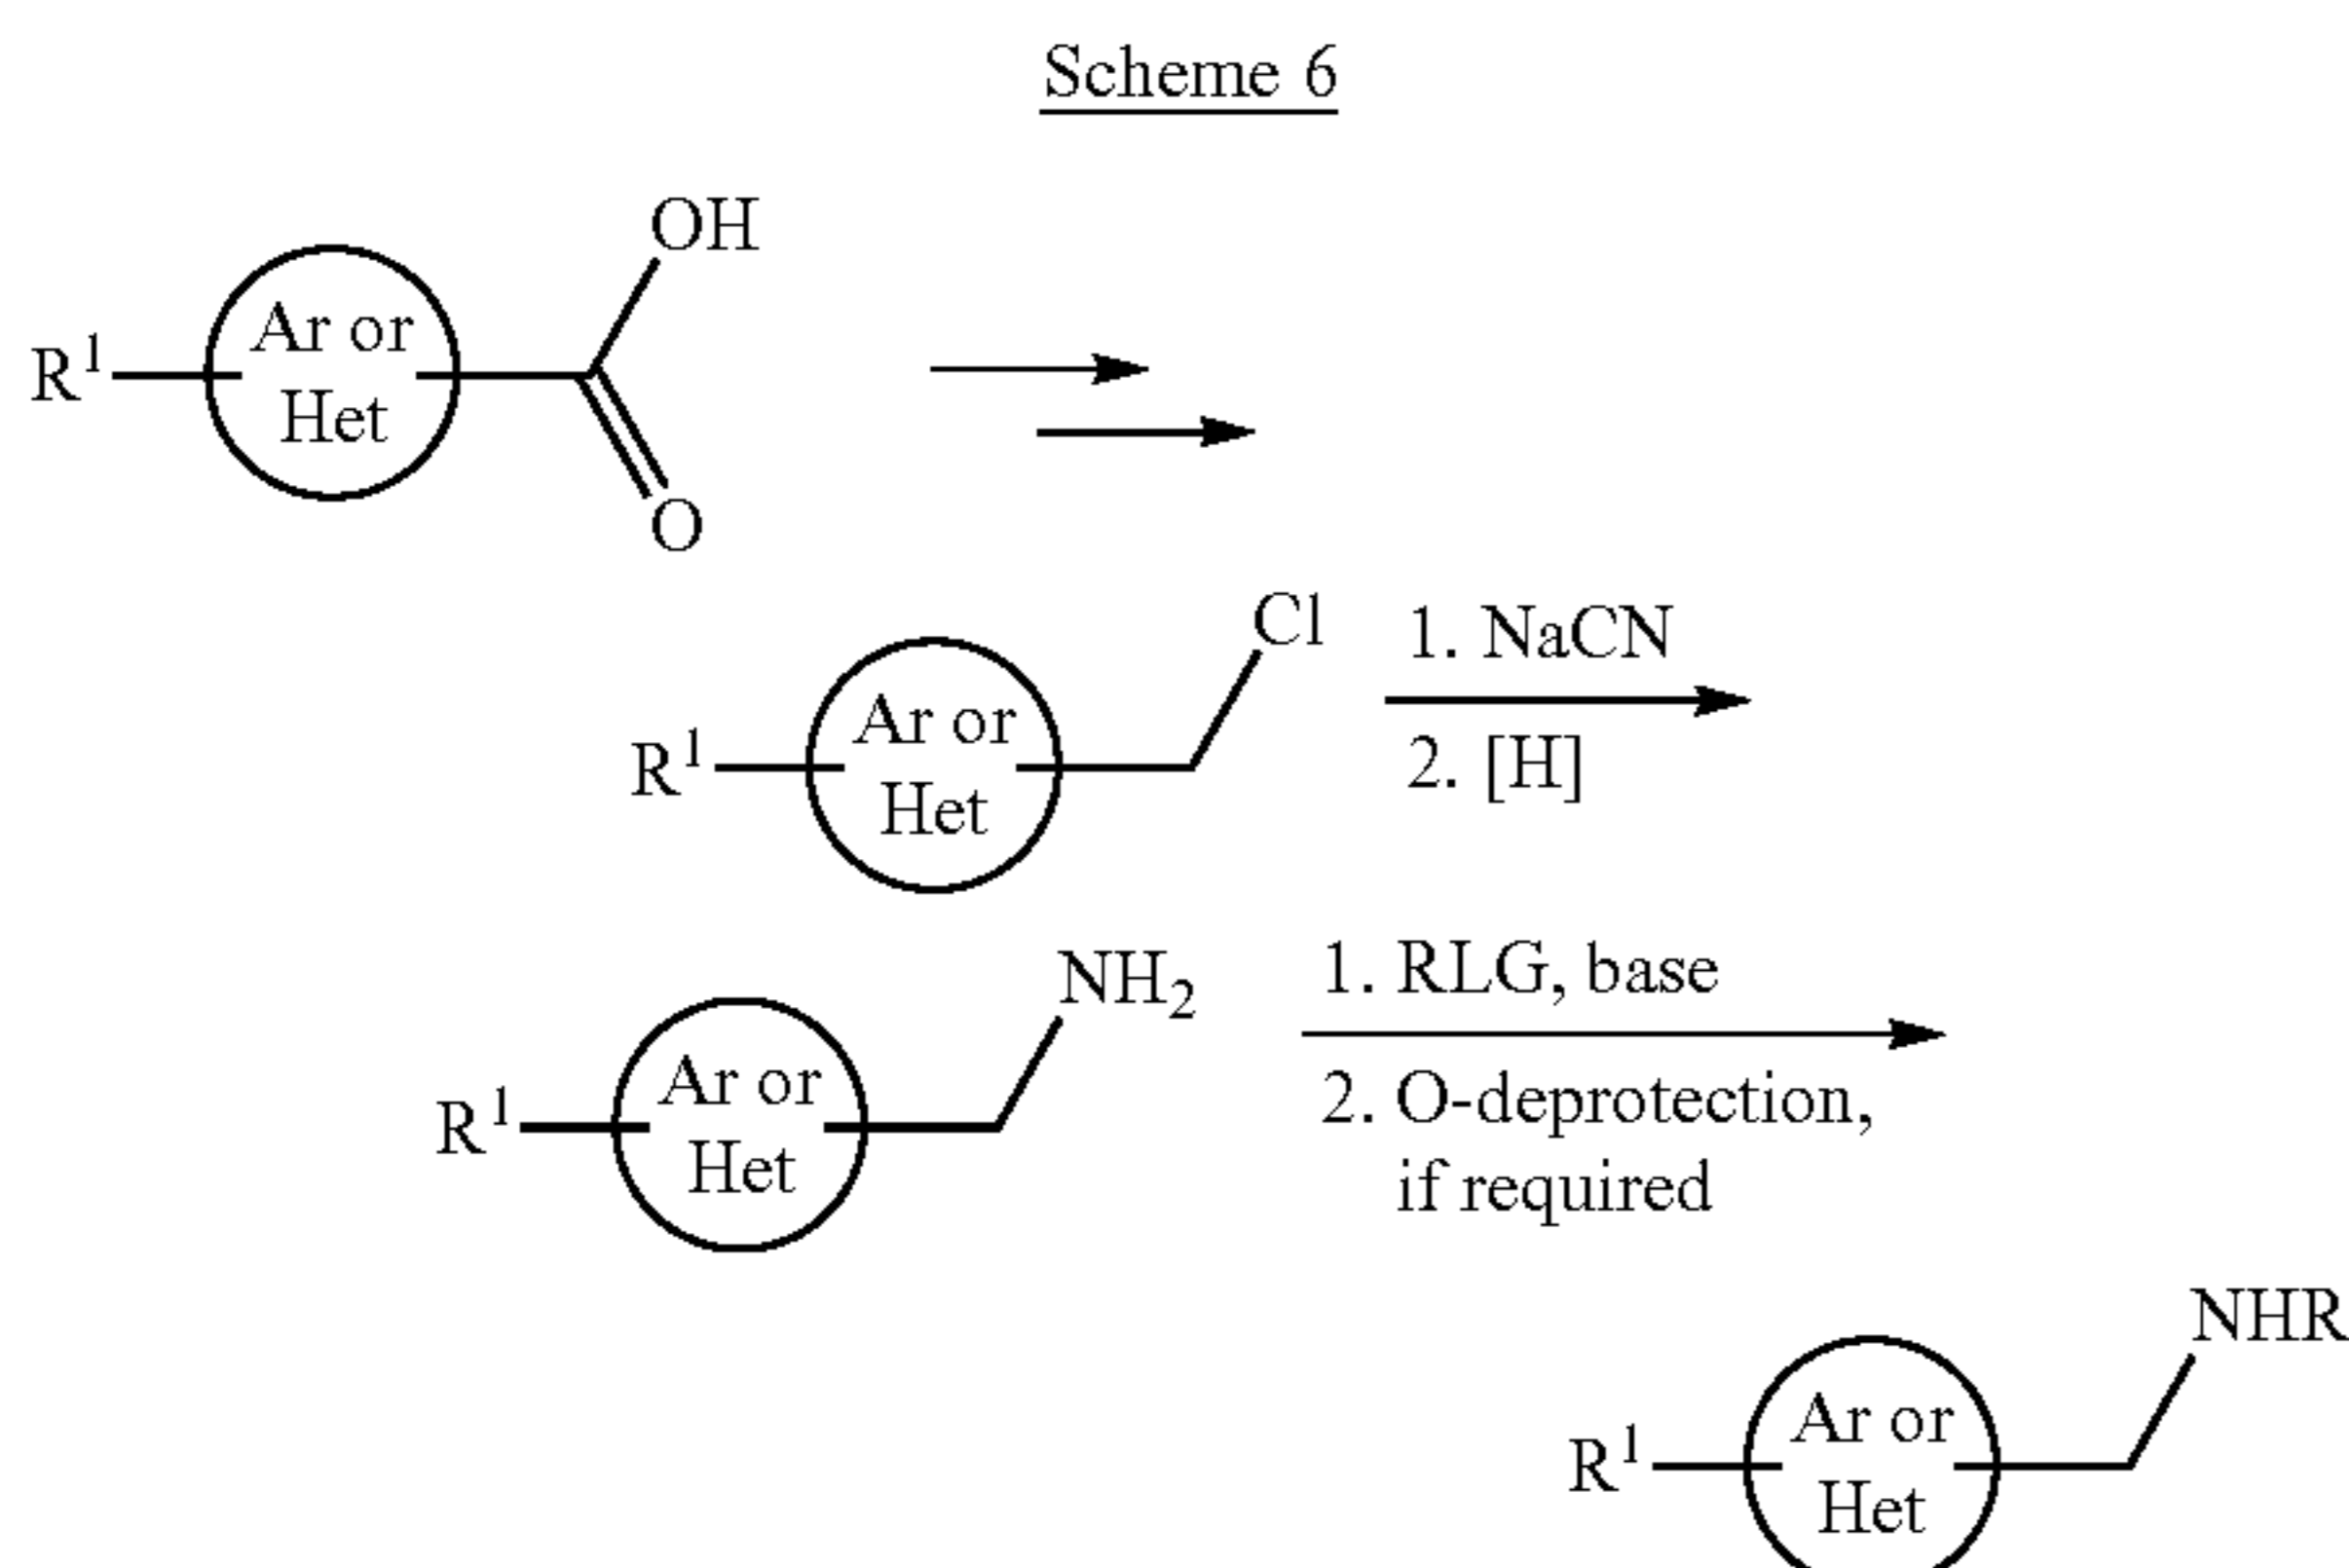 Scheme 6
OH
R¹
Ar or
Het
O
Cl
R¹
Ar or
Het
1. NaCN
2. [H]
NH₂
R¹
Ar or
Het
1. RLG, base
2. O-deprotection,
if required
NHR
R¹
Ar or
Het